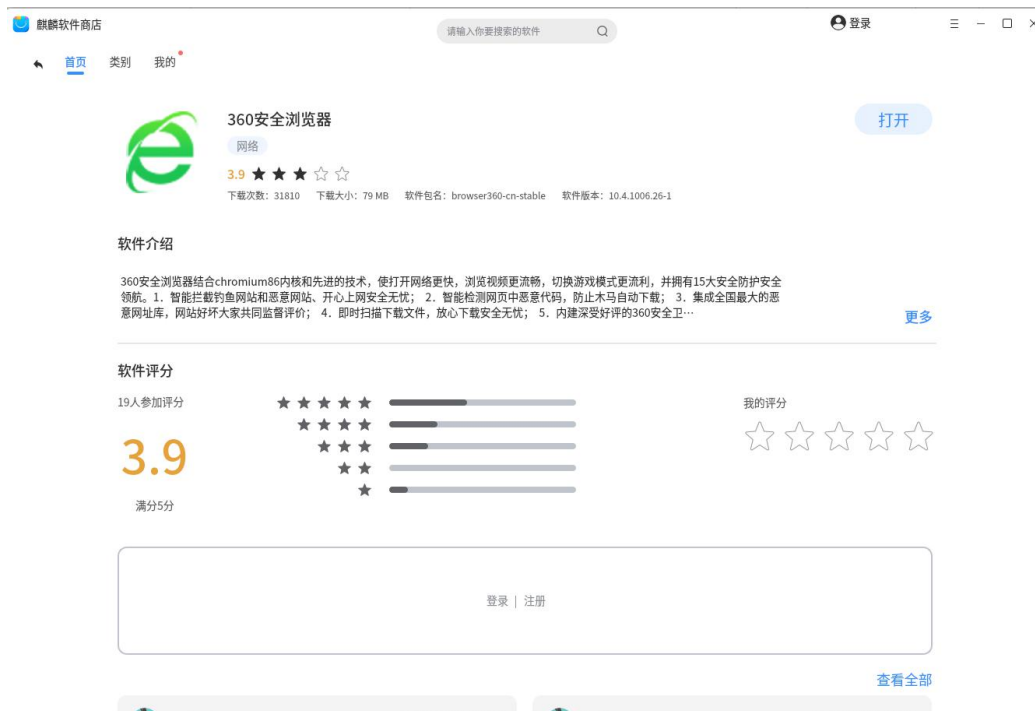 麒麟软件商店
请输入你要搜索的软件
登录
首页 类别 我的
360安全浏览器
打开
网络
3.9
下载次数：31810 下载大小：79 MB 软件包名：browser360-cn-stable 软件版本：10.4.1006.26-1
软件介绍
360安全浏览器结合chromium86内核和先进的技术，使打开网络更快，浏览视频更流畅，切换游戏模式更流利，并拥有15大安全防护安全
领航。1．智能拦截钓鱼网站和恶意网站、开心上网安全无忧； 2．智能检测网页中恶意代码，防止木马自动下载； 3．集成全国最大的恶
意网址库，网站好坏大家共同监督评价； 4．即时扫描下载文件，放心下载安全无忧； 5．内建深受好评的360安全卫…
更多
软件评分
19人参加评分
我的评分
3.9
满分5分
登录 | 注册
查看全部